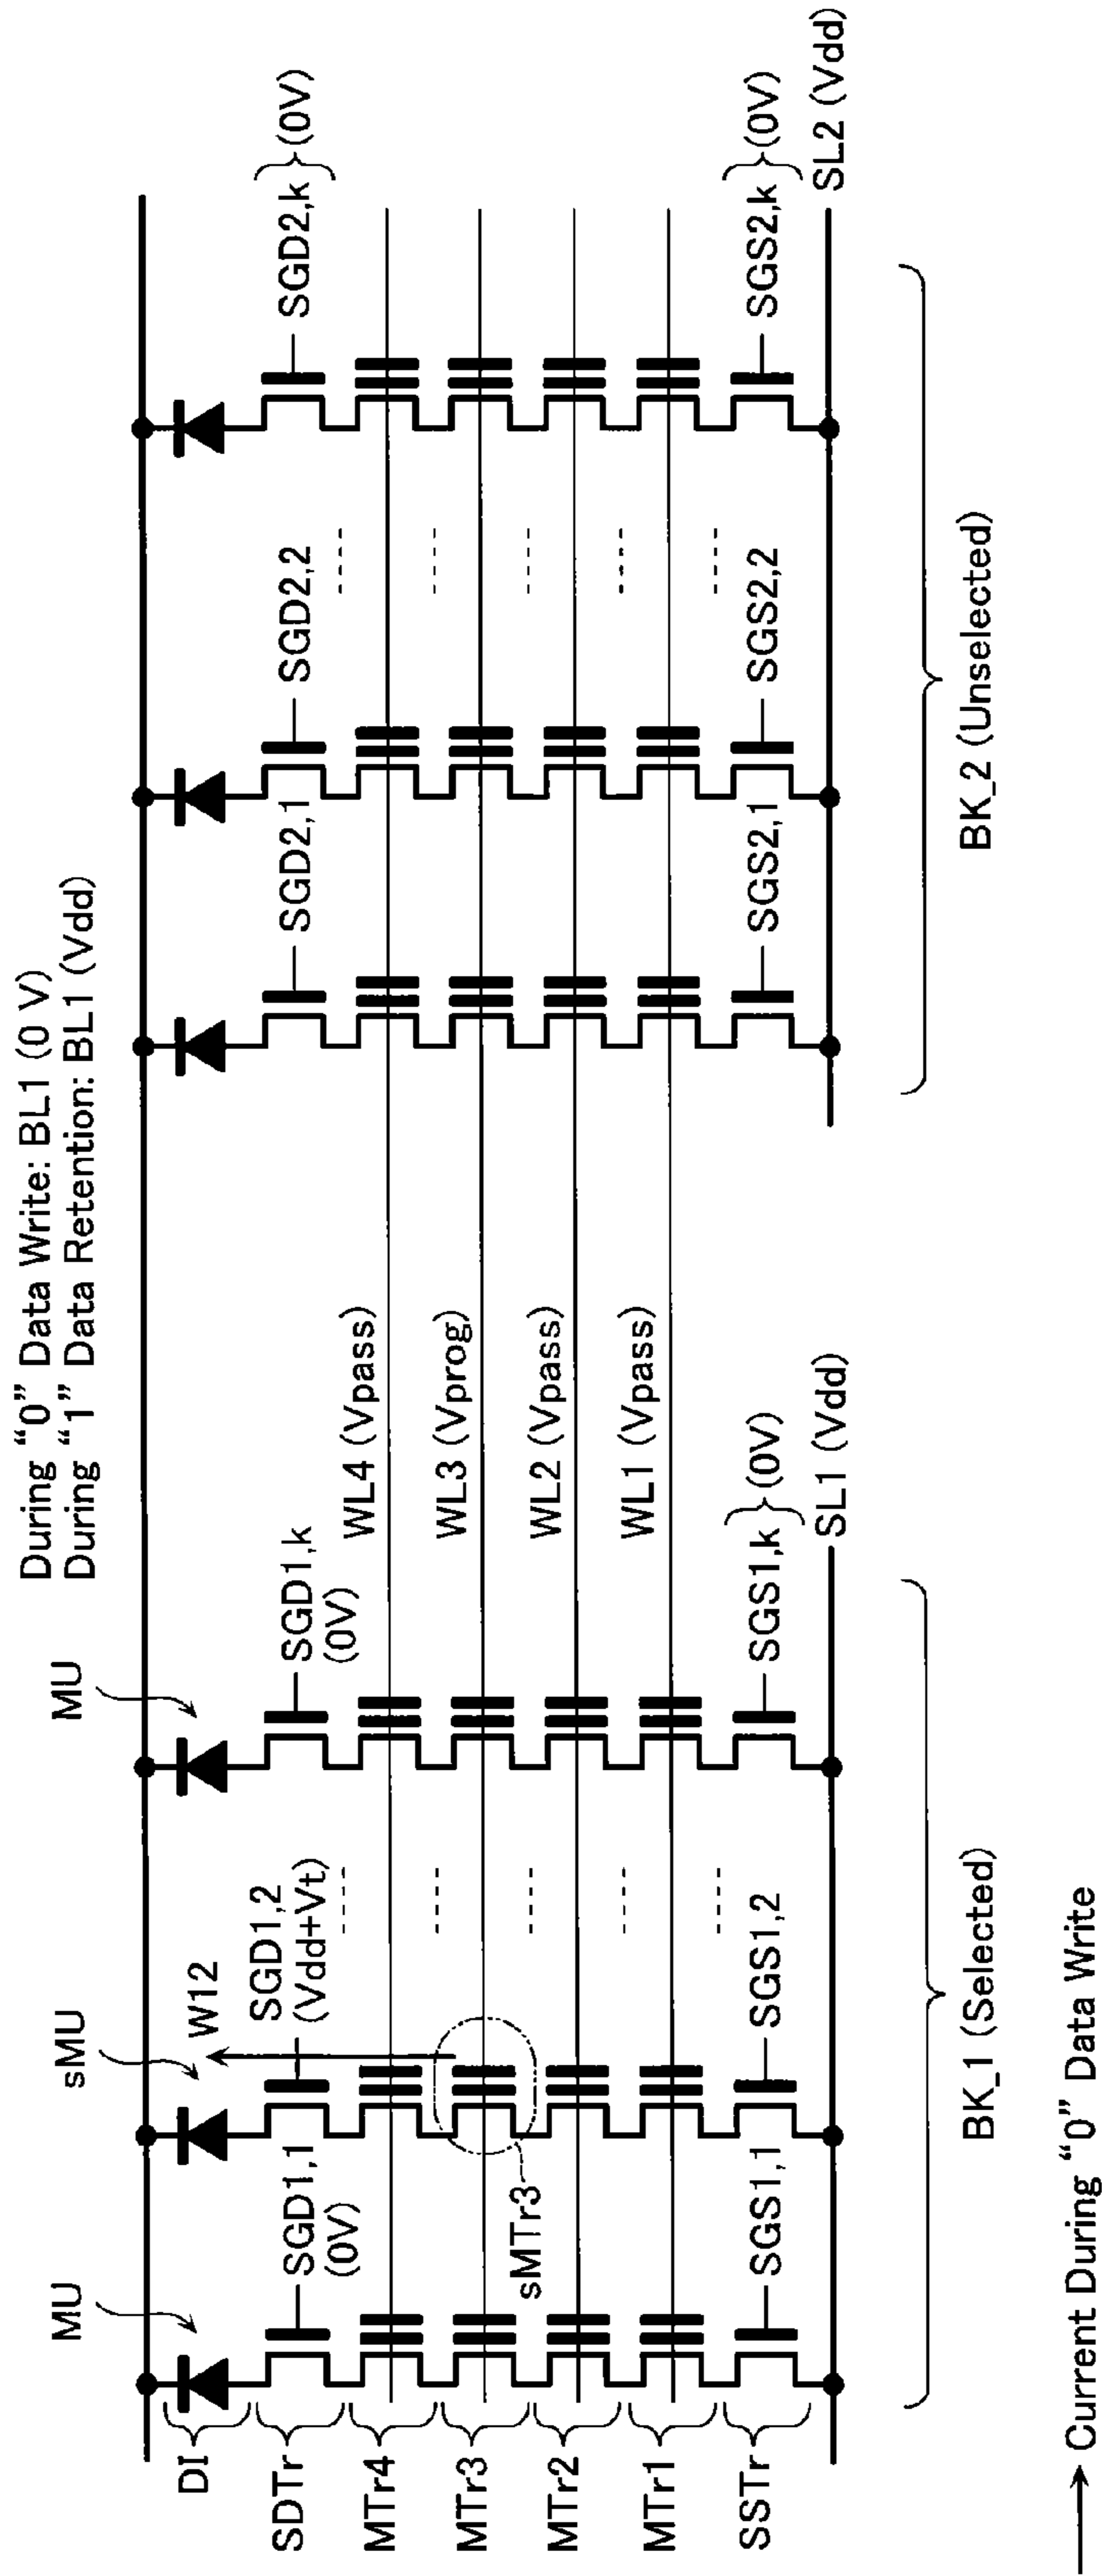 During “0” Data Write: BL1 (0 V)
During “1” Data Retention: BL1 (Vdd)
MU
sMU
W12
MU
DI
SDTr
MTr4
MTr3
MTr2
MTr1
SSTr
SGD1,1
(0V)
SGD1,2
(Vdd+Vt)
SGD1,k
(0V)
SGD2,1
SGD2,2
SGD2,k
(0V)
WL4 (Vpass)
WL3 (Vprog)
WL2 (Vpass)
WL1 (Vpass)
sMTr3
SGS1,1
SGS1,2
SGS1,k
(0V)
SGS2,1
SGS2,2
SGS2,k
(0V)
SL1 (Vdd)
SL2 (Vdd)
BK_1 (Selected)
BK_2 (Unselected)
Current During “0” Data Write